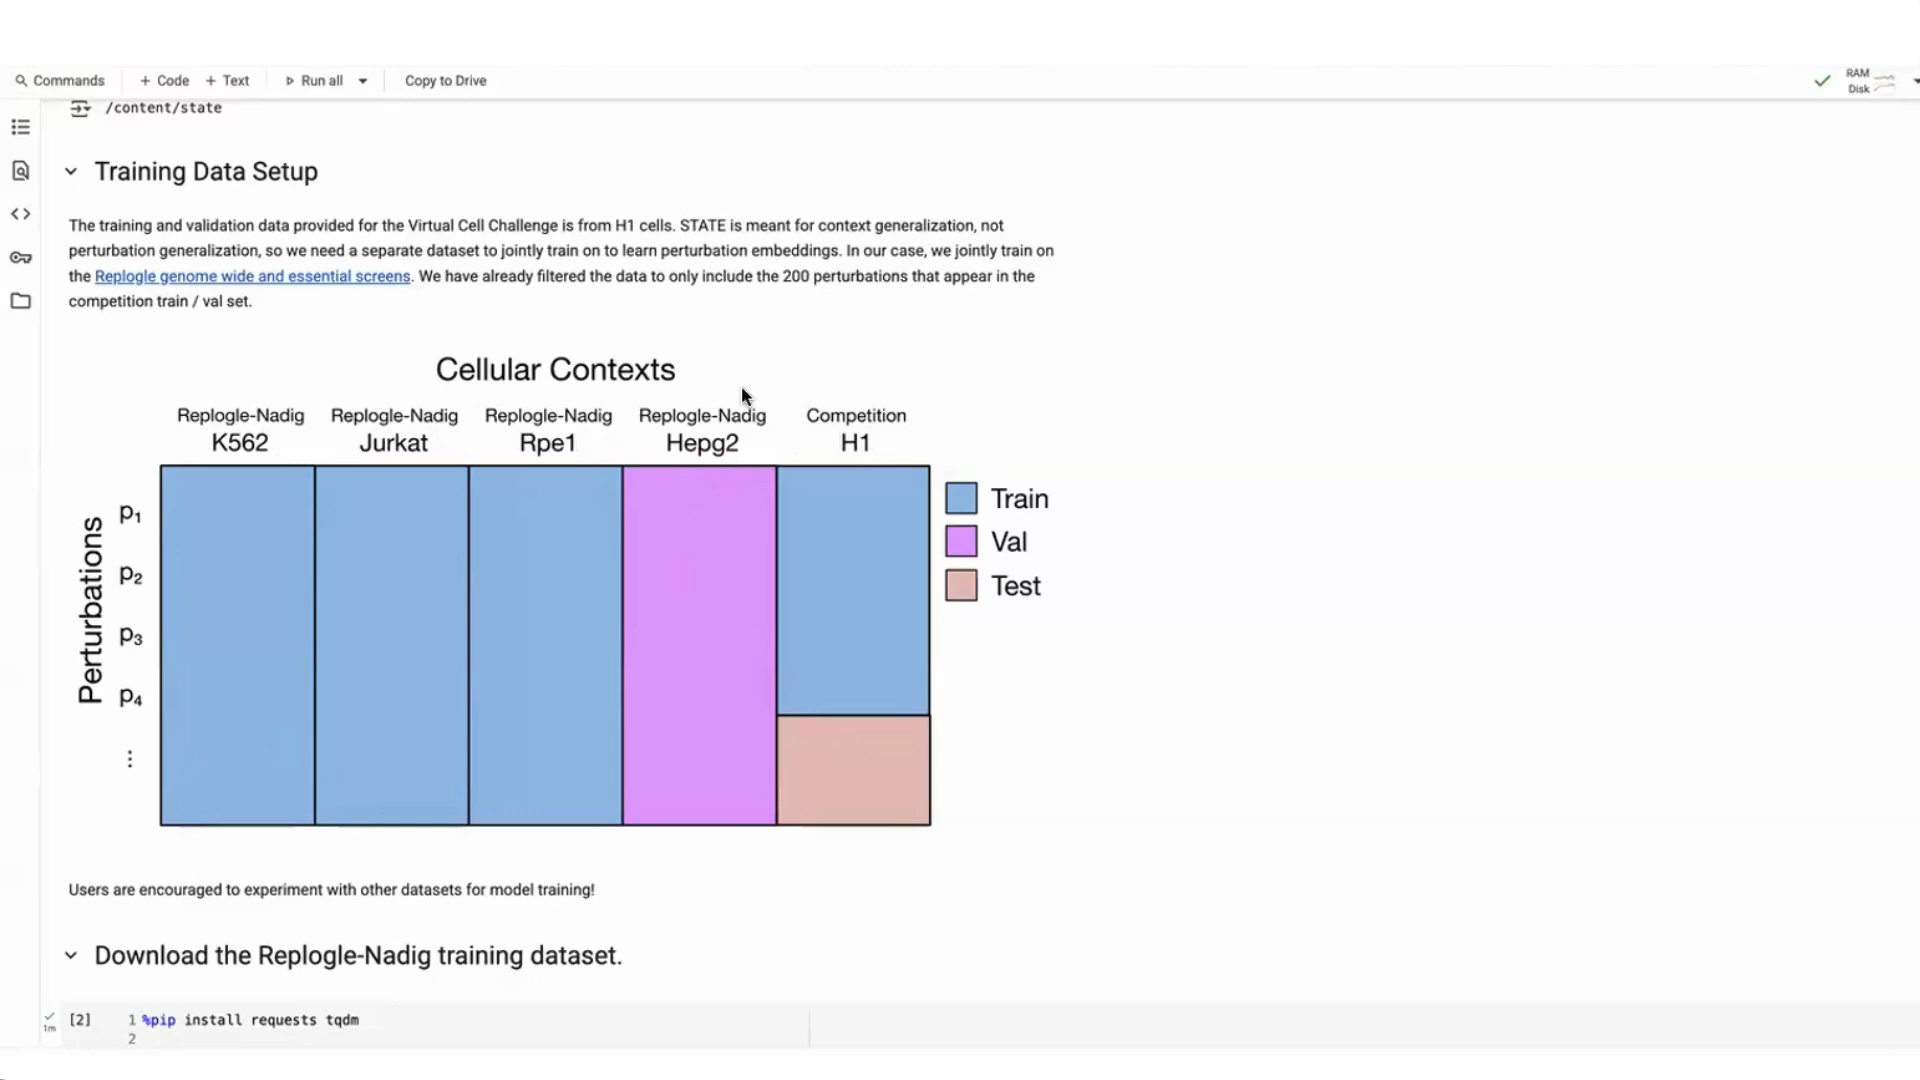 Commands + Code + Text Run all Copy to Drive RAM
Disk
/content/state
Training Data Setup
The training and validation data provided for the Virtual Cell Challenge is from H1 cells. STATE is meant for context generalization, not
perturbation generalization, so we need a separate dataset to jointly train on to learn perturbation embeddings. In our case, we jointly train on
the Replogle genome wide and essential screens. We have already filtered the data to only include the 200 perturbations that appear in the
competition train / val set.
Cellular Contexts
Replogle-Nadig Replogle-Nadig Replogle-Nadig Replogle-Nadig Competition
K562 Jurkat Rpe1 Hepg2 H1
Perturbations
p1
p2
p3
p4
⋮
Train
Val
Test
Users are encouraged to experiment with other datasets for model training!
Download the Replogle-Nadig training dataset.
1m [2] 1 %pip install requests tqdm
2